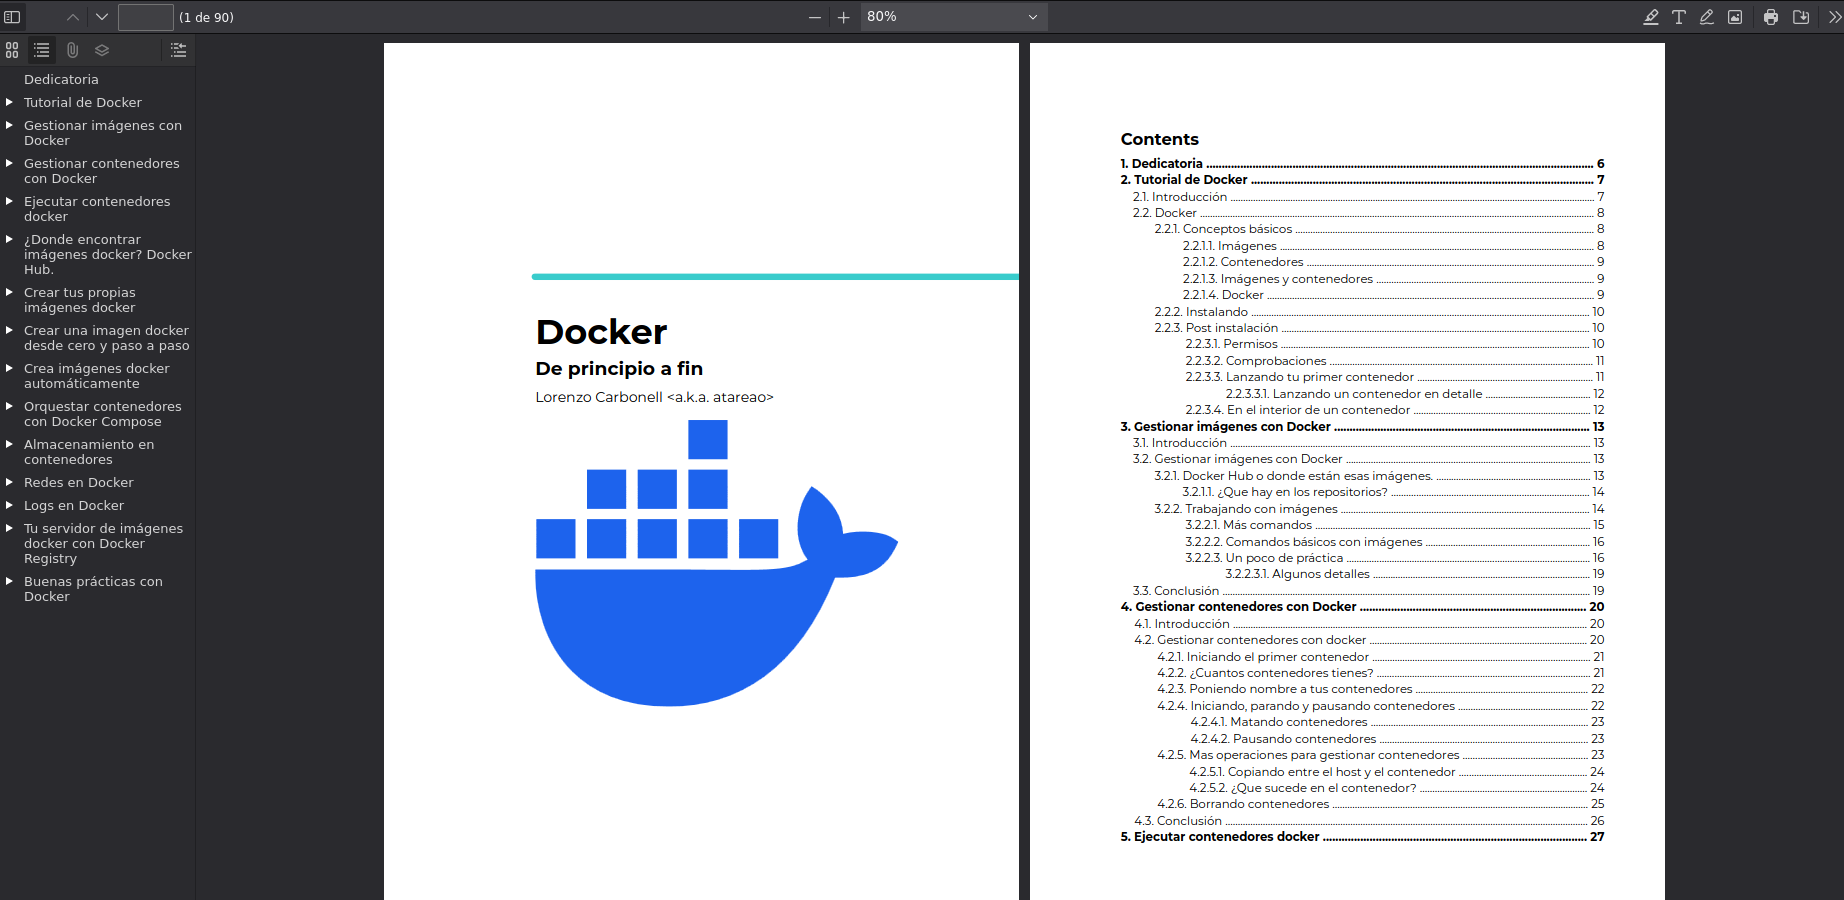 (1 de 90)
80%
Dedicatoria
Tutorial de Docker
Gestionar imágenes con
Docker
Gestionar contenedores
con Docker
Ejecutar contenedores
docker
¿Donde encontrar
imágenes docker? Docker
Hub.
Crear tus propias
imágenes docker
Crear una imagen docker
desde cero y paso a paso
Crea imágenes docker
automáticamente
Orquestar contenedores
con Docker Compose
Almacenamiento en
contenedores
Redes en Docker
Logs en Docker
Tu servidor de imágenes
docker con Docker
Registry
Buenas prácticas con
Docker
Docker
De principio a fin
Lorenzo Carbonell <a.k.a. atareao>
Contents
1. Dedicatoria 6
2. Tutorial de Docker 7
2.1. Introducción 7
2.2. Docker 8
2.2.1. Conceptos básicos 8
2.2.1.1. Imágenes 8
2.2.1.2. Contenedores 9
2.2.1.3. Imágenes y contenedores 9
2.2.1.4. Docker 9
2.2.2. Instalando 10
2.2.3. Post instalación 10
2.2.3.1. Permisos 10
2.2.3.2. Comprobaciones 11
2.2.3.3. Lanzando tu primer contenedor 11
2.2.3.3.1. Lanzando un contenedor en detalle 12
2.2.3.4. En el interior de un contenedor 12
3. Gestionar imágenes con Docker 13
3.1. Introducción 13
3.2. Gestionar imágenes con Docker 13
3.2.1. Docker Hub o donde están esas imágenes. 13
3.2.1.1. ¿Que hay en los repositorios? 14
3.2.2. Trabajando con imágenes 14
3.2.2.1. Más comandos 15
3.2.2.2. Comandos básicos con imágenes 16
3.2.2.3. Un poco de práctica 16
3.2.2.3.1. Algunos detalles 19
3.3. Conclusión 19
4. Gestionar contenedores con Docker 20
4.1. Introducción 20
4.2. Gestionar contenedores con docker 20
4.2.1. Iniciando el primer contenedor 21
4.2.2. ¿Cuantos contenedores tienes? 21
4.2.3. Poniendo nombre a tus contenedores 22
4.2.4. Iniciando, parando y pausando contenedores 22
4.2.4.1. Matando contenedores 23
4.2.4.2. Pausando contenedores 23
4.2.5. Mas operaciones para gestionar contenedores 23
4.2.5.1. Copiando entre el host y el contenedor 24
4.2.5.2. ¿Que sucede en el contenedor? 24
4.2.6. Borrando contenedores 25
4.3. Conclusión 26
5. Ejecutar contenedores docker 27